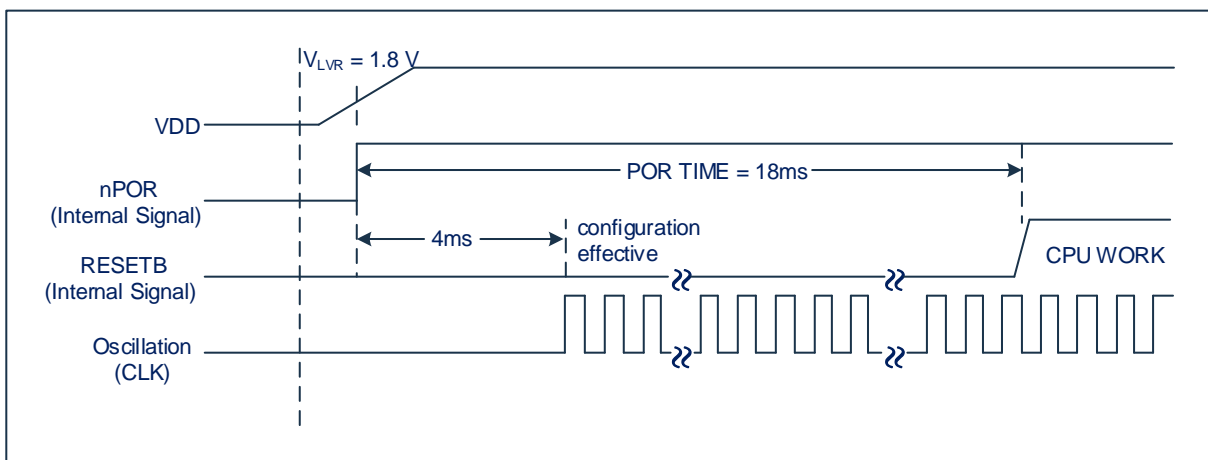 V_LVR = 1.8 V
VDD
POR TIME = 18ms
nPOR
(Internal Signal)
4ms
configuration
effective
RESETB
(Internal Signal)
CPU WORK
Oscillation
(CLK)